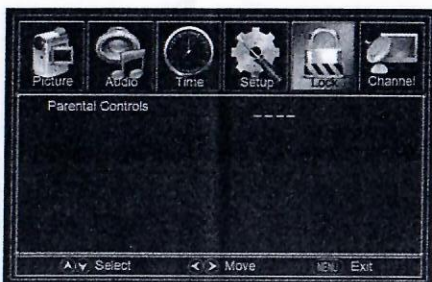 Picture Audio Time Setup Lock Channel
Parental Controls
_ _ _ _
Select Move MENU Exit